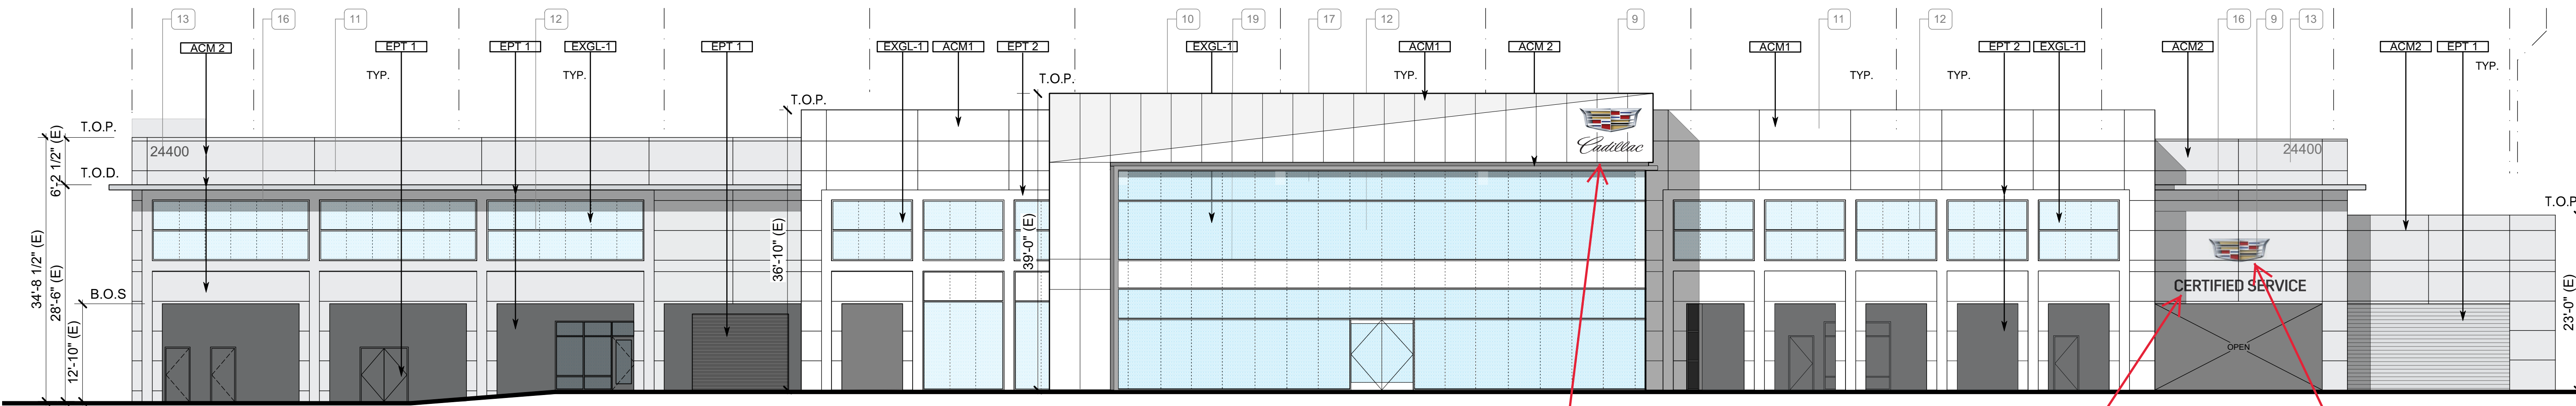 13 16 11 12 10 19 17 12 9 11 12 16 9 13
ACM 2 EPT 1 EPT 1 EXGL-1 EPT 1 EXGL-1 ACM1 EPT 2 EXGL-1 ACM1 ACM 2 ACM1 EPT 2 EXGL-1 ACM2 ACM2 EPT 1
TYP. TYP. TYP. TYP. TYP. TYP.
T.O.P.
T.O.P.
T.O.P.
24400
T.O.D.
B.O.S
34'-8 1/2" (E)
6'-2 1/2" (E)
28'-6" (E)
12'-10" (E)
36'-10" (E)
39'-0" (E)
Cadillac
24400
CERTIFIED SERVICE
OPEN
T.O.P.
23'-0" (E)